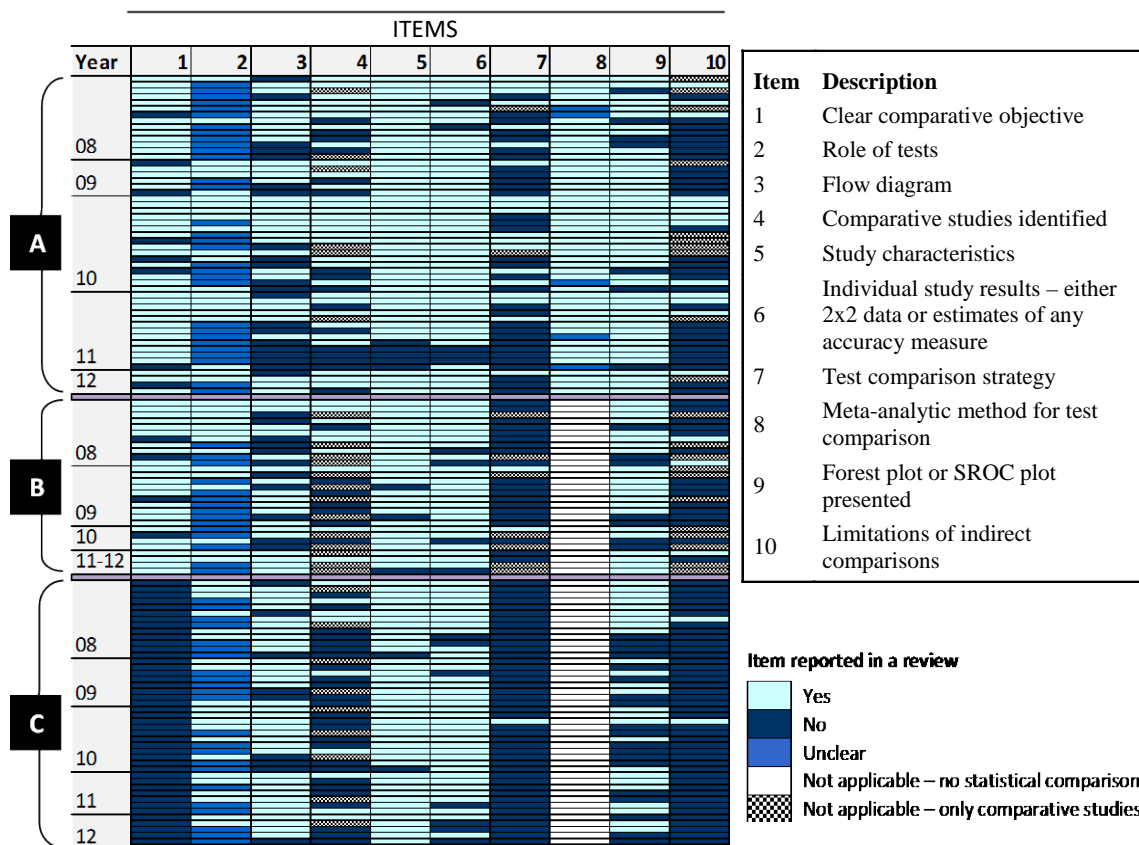 ITEMS
Year 1 2 3 4 5 6 7 8 9 10
08
09
A
10
11
12
08
B
09
10
11-12
08
09
C
10
11
12
Item Description
1 Clear comparative objective
2 Role of tests
3 Flow diagram
4 Comparative studies identified
5 Study characteristics
Individual study results – either
6 2x2 data or estimates of any
accuracy measure
7 Test comparison strategy
8 Meta-analytic method for test
comparison
9 Forest plot or SROC plot
presented
10 Limitations of indirect
comparisons
Item reported in a review
Yes
No
Unclear
Not applicable – no statistical comparison
Not applicable – only comparative studies